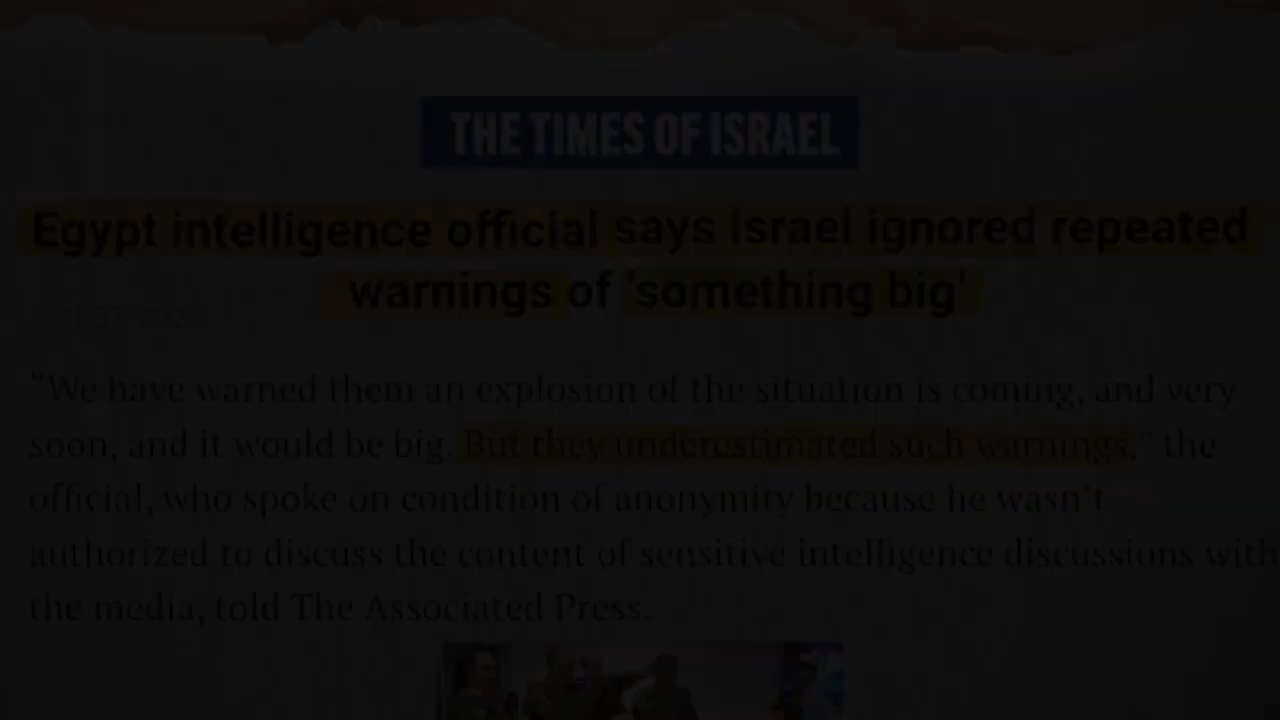 THE TIMES OF ISRAEL
Egypt intelligence official says Israel ignored repeated
warnings of 'something big'
"We have warned them an explosion of the situation is coming, and very
soon, and it would be big. But they underestimated such warnings," the
official, who spoke on condition of anonymity because he wasn't
authorized to discuss the content of sensitive intelligence discussions with
the media, told The Associated Press.